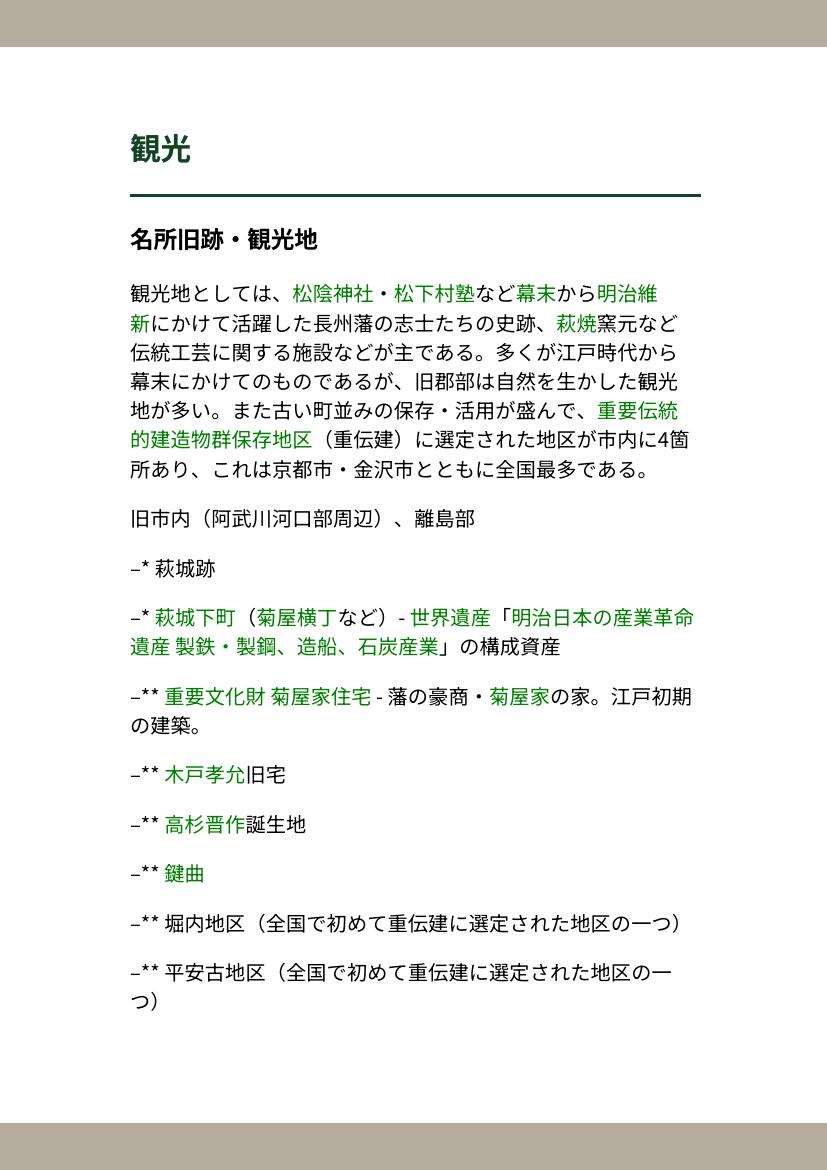 観光
名所旧跡・観光地
観光地としては、松陰神社・松下村塾など幕末から明治維
新にかけて活躍した長州藩の志士たちの史跡、萩焼窯元など
伝統工芸に関する施設などが主である。多くが江戸時代から
幕末にかけてのものであるが、旧郡部は自然を生かした観光
地が多い。また古い町並みの保存・活用が盛んで、重要伝統
的建造物群保存地区（重伝建）に選定された地区が市内に4箇
所あり、これは京都市・金沢市とともに全国最多である。
旧市内（阿武川河口部周辺）、離島部
–* 萩城跡
–* 萩城下町（菊屋横丁など）- 世界遺産「明治日本の産業革命
遺産 製鉄・製鋼、造船、石炭産業」の構成資産
–** 重要文化財 菊屋家住宅 - 藩の豪商・菊屋家の家。江戸初期
の建築。
–** 木戸孝允旧宅
–** 高杉晋作誕生地
–** 鍵曲
–** 堀内地区（全国で初めて重伝建に選定された地区の一つ）
–** 平安古地区（全国で初めて重伝建に選定された地区の一
つ）